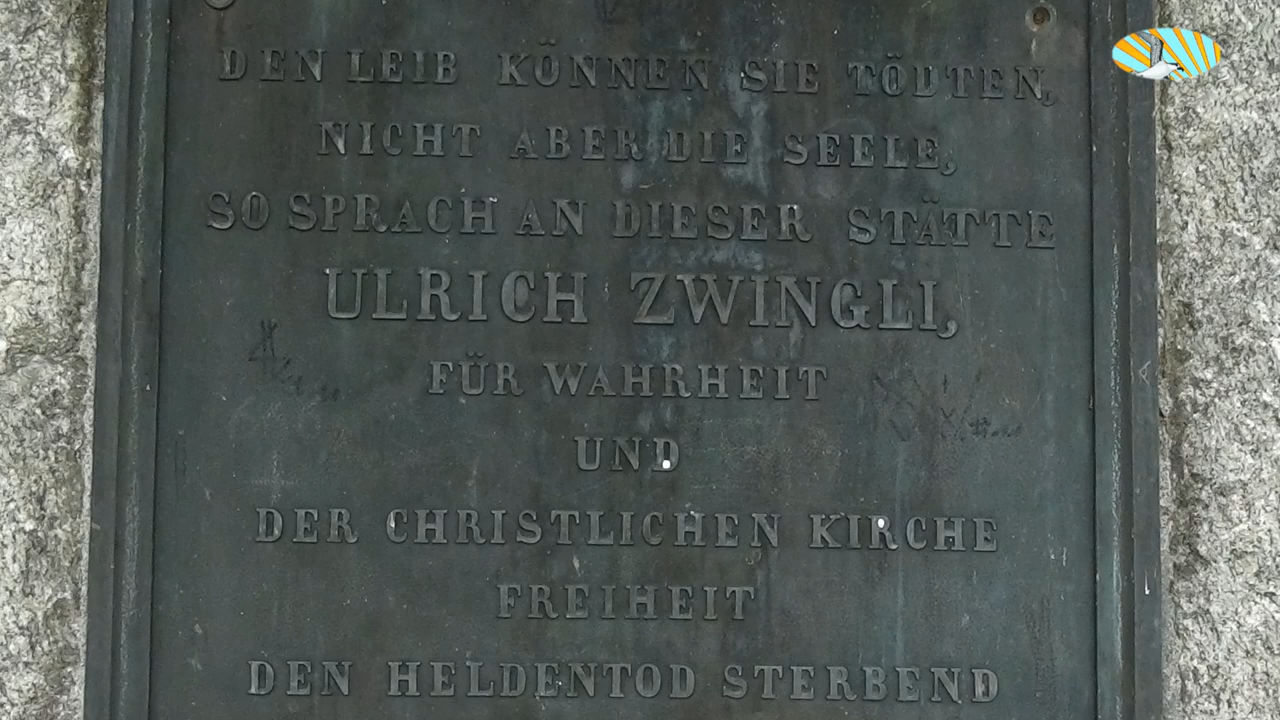 DEN LEIB KÖNNEN SIE TÖDTEN,
NICHT ABER DIE SEELE,
SO SPRACH AN DIESER STÄTTE
ULRICH ZWINGLI,
FÜR WAHRHEIT
UND
DER CHRISTLICHEN KIRCHE
FREIHEIT
DEN HELDENTOD STERBEND